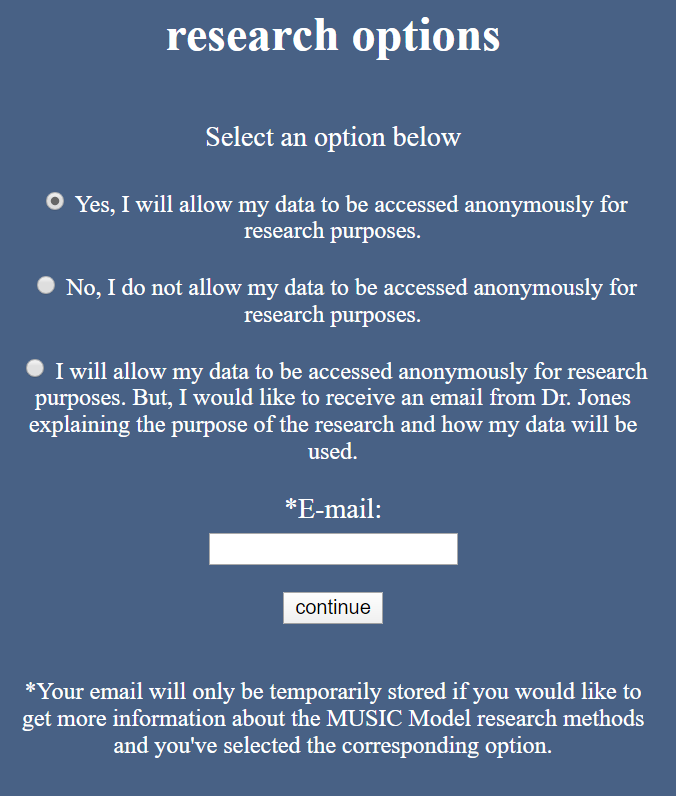 research options
Select an option below
Yes, I will allow my data to be accessed anonymously for
research purposes.
No, I do not allow my data to be accessed anonymously for
research purposes.
I will allow my data to be accessed anonymously for research
purposes. But, I would like to receive an email from Dr. Jones
explaining the purpose of the research and how my data will be
used.
*E-mail:
continue
*Your email will only be temporarily stored if you would like to
get more information about the MUSIC Model research methods
and you've selected the corresponding option.